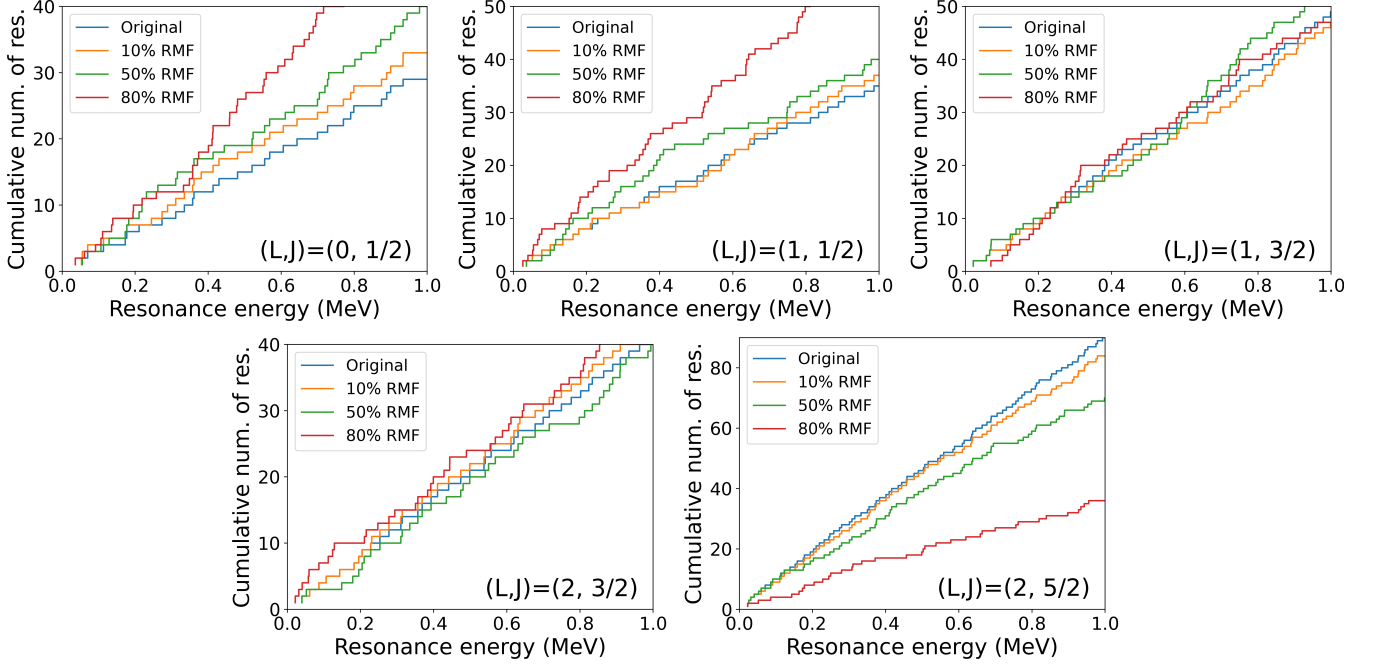 Cumulative num. of res.
40
30
20
10
0
Original
10% RMF
50% RMF
80% RMF
(L,J)=(0, 1/2)
0.0 0.2 0.4 0.6 0.8 1.0
Resonance energy (MeV)
Cumulative num. of res.
50
40
30
20
10
0
Original
10% RMF
50% RMF
80% RMF
(L,J)=(1, 1/2)
0.0 0.2 0.4 0.6 0.8 1.0
Resonance energy (MeV)
Cumulative num. of res.
50
40
30
20
10
0
Original
10% RMF
50% RMF
80% RMF
(L,J)=(1, 3/2)
0.0 0.2 0.4 0.6 0.8 1.0
Resonance energy (MeV)
Cumulative num. of res.
40
30
20
10
0
Original
10% RMF
50% RMF
80% RMF
(L,J)=(2, 3/2)
0.0 0.2 0.4 0.6 0.8 1.0
Resonance energy (MeV)
Cumulative num. of res.
80
60
40
20
0
Original
10% RMF
50% RMF
80% RMF
(L,J)=(2, 5/2)
0.0 0.2 0.4 0.6 0.8 1.0
Resonance energy (MeV)